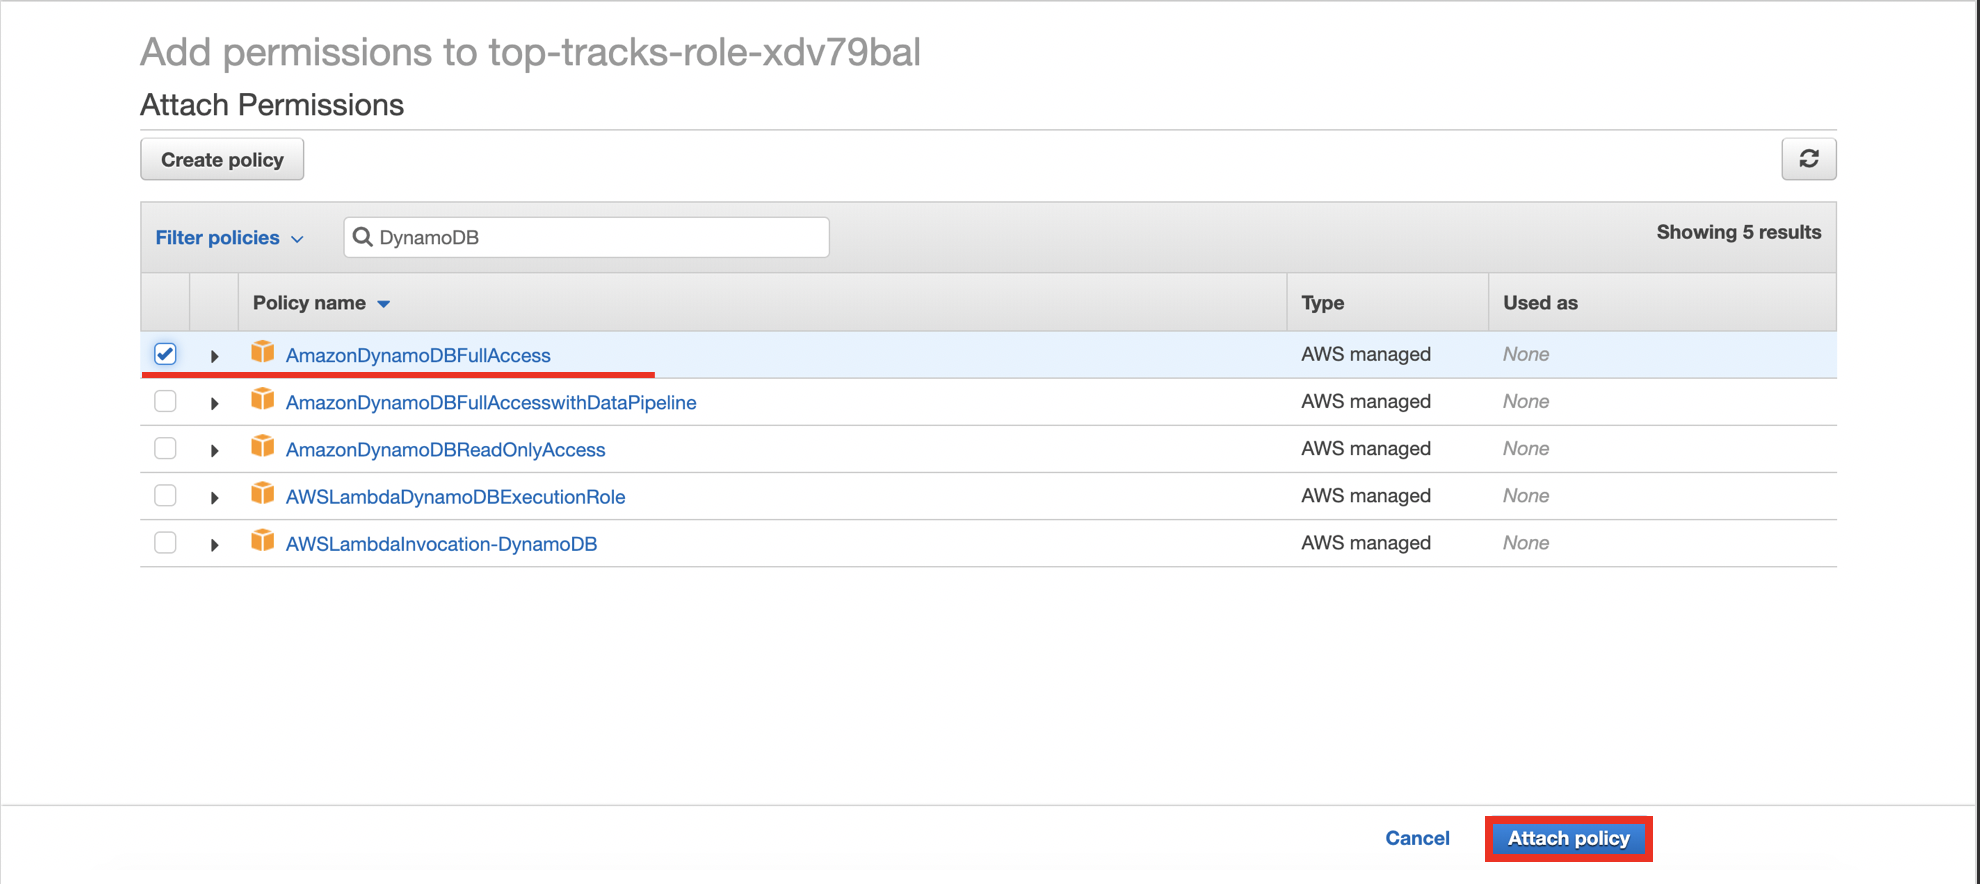 Add permissions to top-tracks-role-xdv79bal
Attach Permissions
Create policy
Filter policies DynamoDB Showing 5 results
Policy name Type Used as
AmazonDynamoDBFullAccess AWS managed None
AmazonDynamoDBFullAccesswithDataPipeline AWS managed None
AmazonDynamoDBReadOnlyAccess AWS managed None
AWSLambdaDynamoDBExecutionRole AWS managed None
AWSLambdaInvocation-DynamoDB AWS managed None
Cancel Attach policy